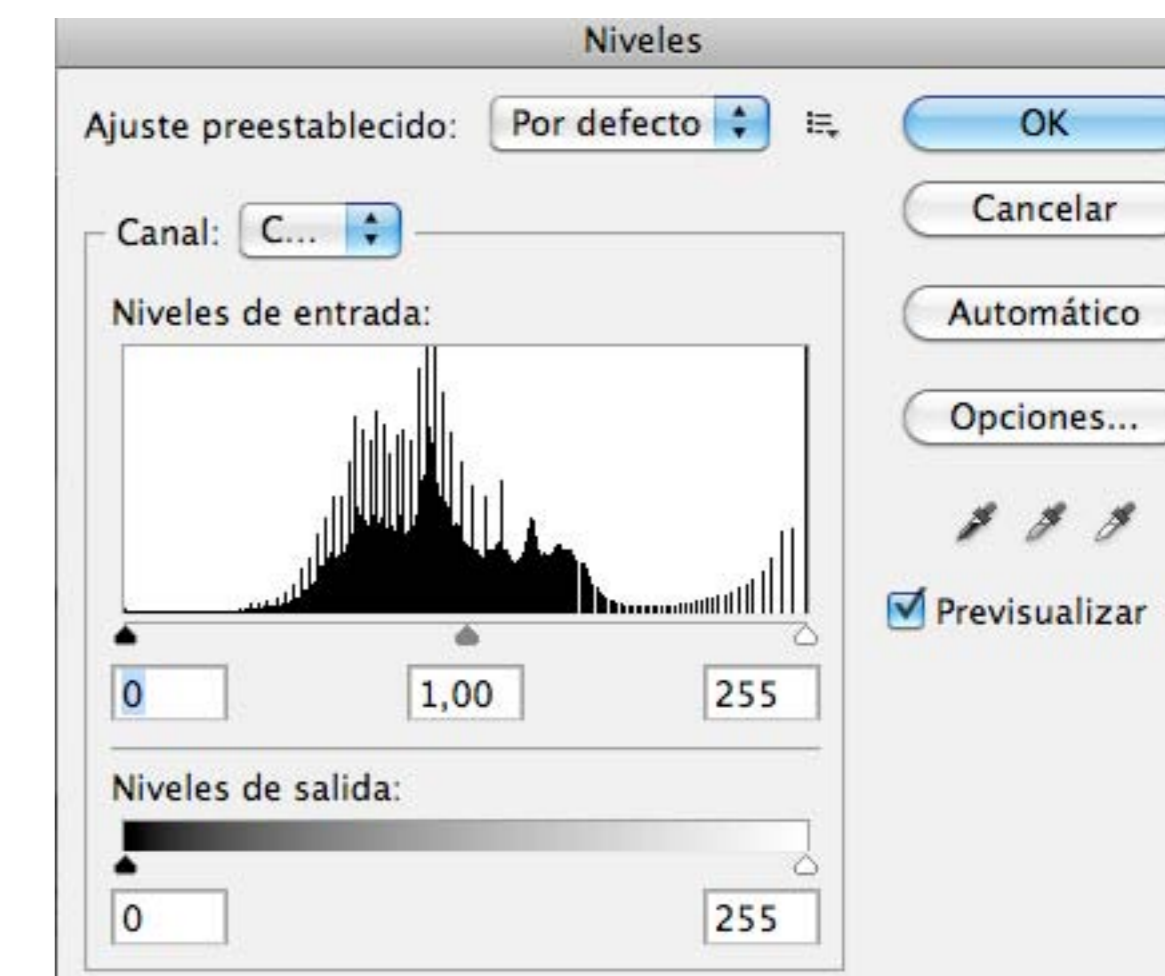 Niveles
Ajuste preestablecido: Por defecto
OK
Canal: C...
Cancelar
Niveles de entrada:
Automático
Opciones...
Previsualizar
0 1,00 255
Niveles de salida:
0 255